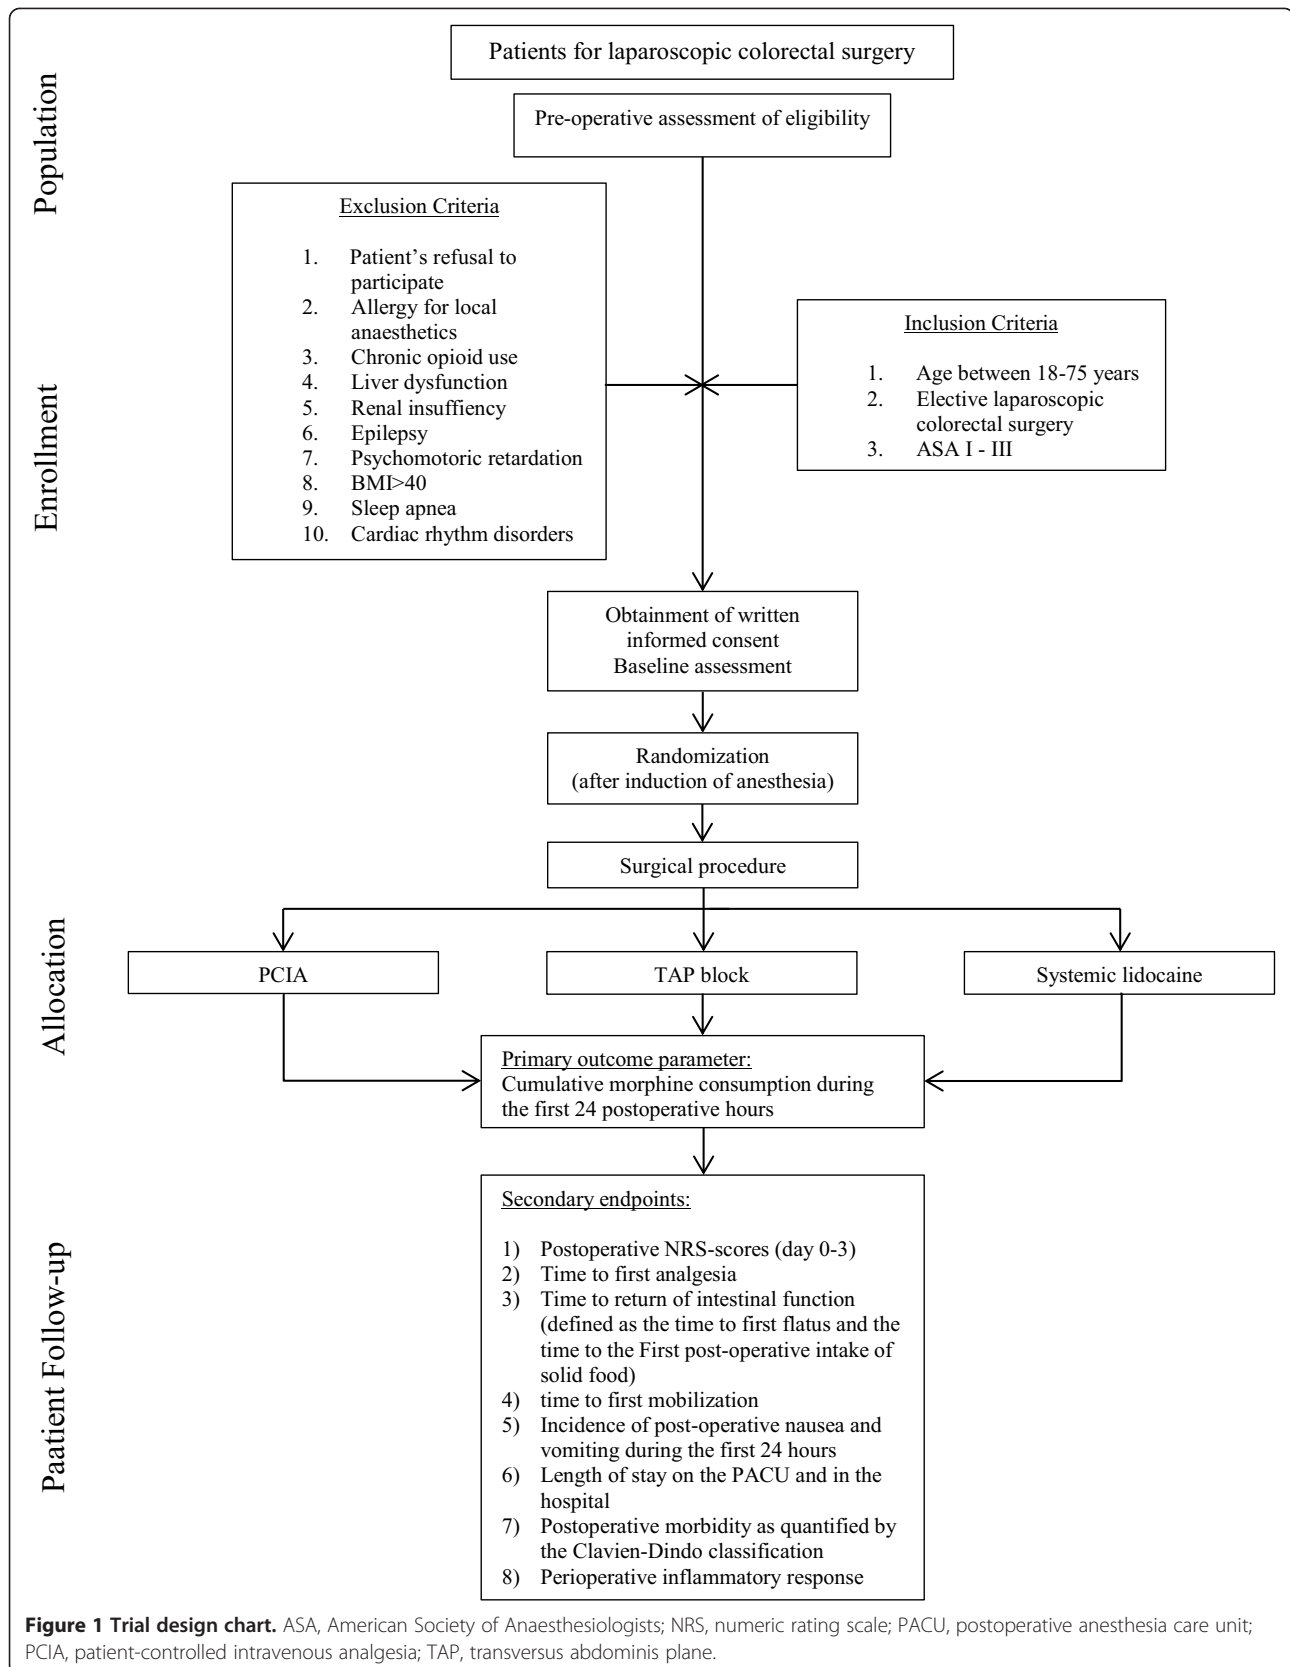 Population
Patients for laparoscopic colorectal surgery
Pre-operative assessment of eligibility
Enrollment
Exclusion Criteria
1. Patient's refusal to
participate
2. Allergy for local
anaesthetics
3. Chronic opioid use
4. Liver dysfunction
5. Renal insuffiency
6. Epilepsy
7. Psychomotoric retardation
8. BMI>40
9. Sleep apnea
10. Cardiac rhythm disorders
Inclusion Criteria
1. Age between 18-75 years
2. Elective laparoscopic
colorectal surgery
3. ASA I - III
Obtainment of written
informed consent
Baseline assessment
Randomization
(after induction of anesthesia)
Surgical procedure
Allocation
PCIA
TAP block
Systemic lidocaine
Primary outcome parameter:
Cumulative morphine consumption during
the first 24 postoperative hours
Paatient Follow-up
Secondary endpoints:
1) Postoperative NRS-scores (day 0-3)
2) Time to first analgesia
3) Time to return of intestinal function
(defined as the time to first flatus and the
time to the First post-operative intake of
solid food)
4) time to first mobilization
5) Incidence of post-operative nausea and
vomiting during the first 24 hours
6) Length of stay on the PACU and in the
hospital
7) Postoperative morbidity as quantified by
the Clavien-Dindo classification
8) Perioperative inflammatory response
Figure 1 Trial design chart. ASA, American Society of Anaesthesiologists; NRS, numeric rating scale; PACU, postoperative anesthesia care unit;
PCIA, patient-controlled intravenous analgesia; TAP, transversus abdominis plane.